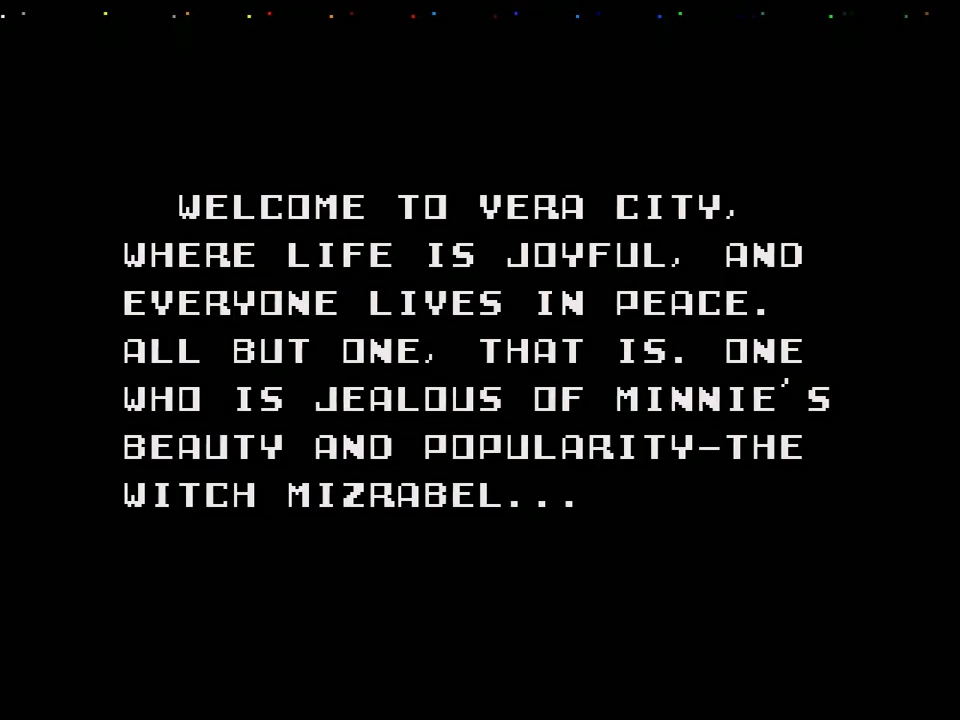 WELCOME TO VERA CITY,
WHERE LIFE IS JOYFUL, AND
EVERYONE LIVES IN PEACE.
ALL BUT ONE, THAT IS. ONE
WHO IS JEALOUS OF MINNIE'S
BEAUTY AND POPULARITY-THE
WITCH MIZRABEL...